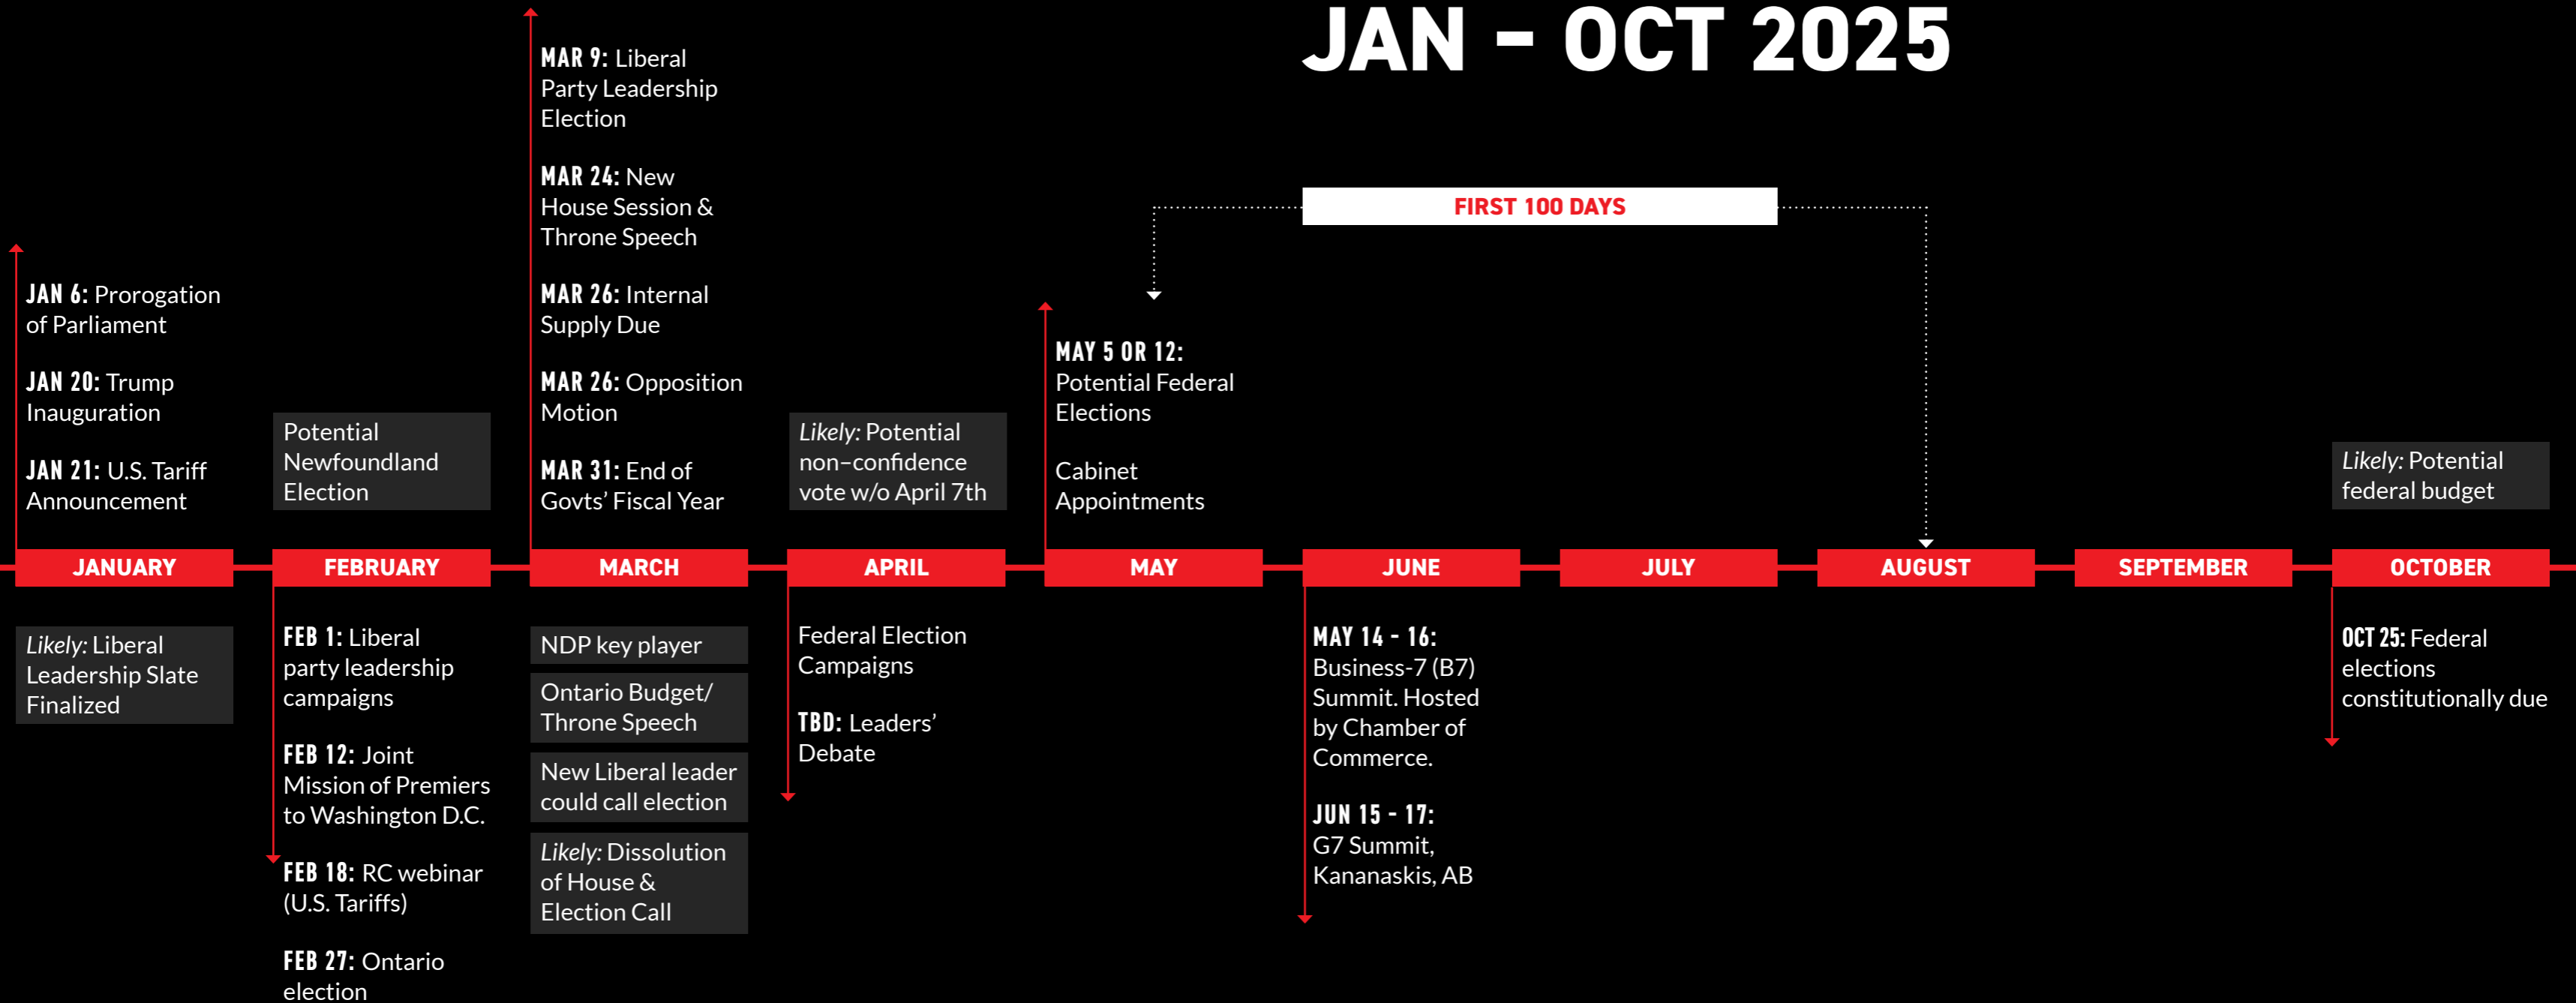 JAN – OCT 2025
FIRST 100 DAYS
JAN 6: Prorogation
of Parliament
JAN 20: Trump
Inauguration
JAN 21: U.S. Tariff
Announcement
JANUARY
Likely: Liberal
Leadership Slate
Finalized
Potential
Newfoundland
Election
FEBRUARY
FEB 1: Liberal
party leadership
campaigns
FEB 12: Joint
Mission of Premiers
to Washington D.C.
FEB 18: RC webinar
(U.S. Tariffs)
FEB 27: Ontario
election
MAR 9: Liberal
Party Leadership
Election
MAR 24: New
House Session &
Throne Speech
MAR 26: Internal
Supply Due
MAR 26: Opposition
Motion
MAR 31: End of
Govts’ Fiscal Year
MARCH
NDP key player
Ontario Budget/
Throne Speech
New Liberal leader
could call election
Likely: Dissolution
of House &
Election Call
Likely: Potential
non–confidence
vote w/o April 7th
APRIL
Federal Election
Campaigns
TBD: Leaders’
Debate
MAY 5 OR 12:
Potential Federal
Elections
Cabinet
Appointments
MAY
JUNE
MAY 14 - 16:
Business-7 (B7)
Summit. Hosted
by Chamber of
Commerce.
JUN 15 - 17:
G7 Summit,
Kananaskis, AB
JULY
AUGUST
SEPTEMBER
Likely: Potential
federal budget
OCTOBER
OCT 25: Federal
elections
constitutionally due